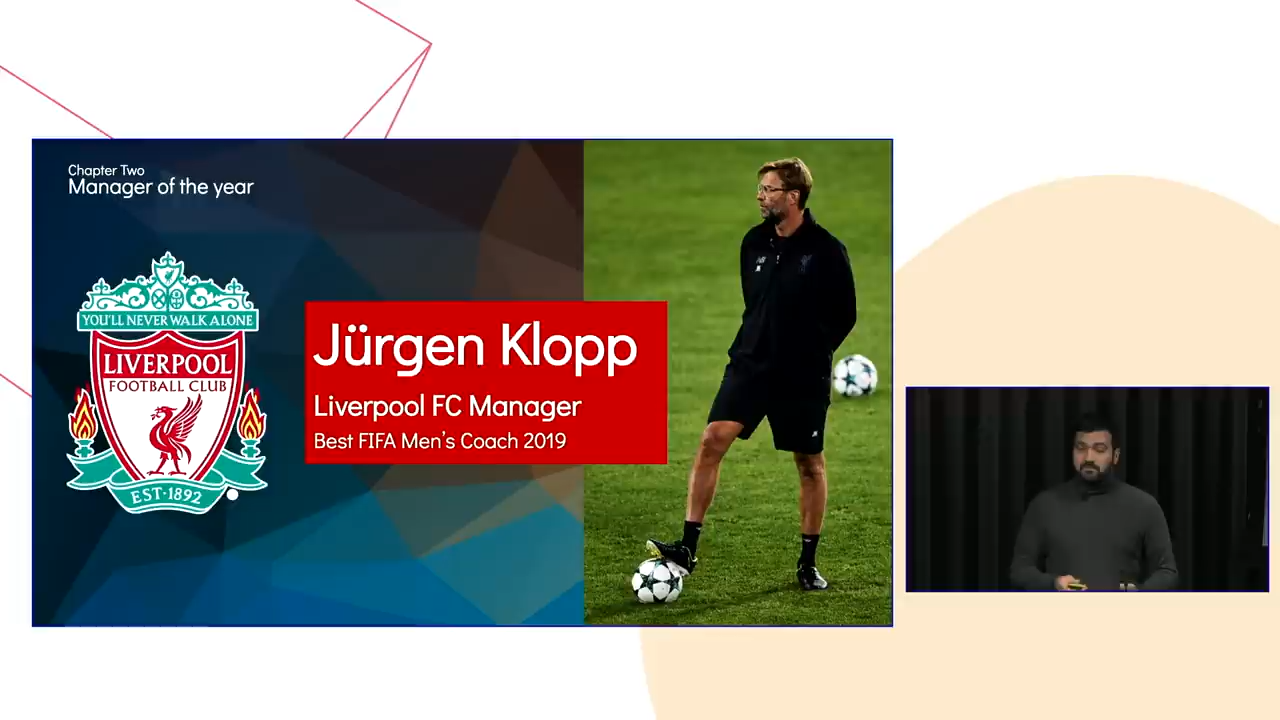 Chapter Two
Manager of the year
YOU'LL NEVER WALK ALONE
LIVERPOOL
FOOTBALL CLUB
EST·1892
Jürgen Klopp
Liverpool FC Manager
Best FIFA Men's Coach 2019